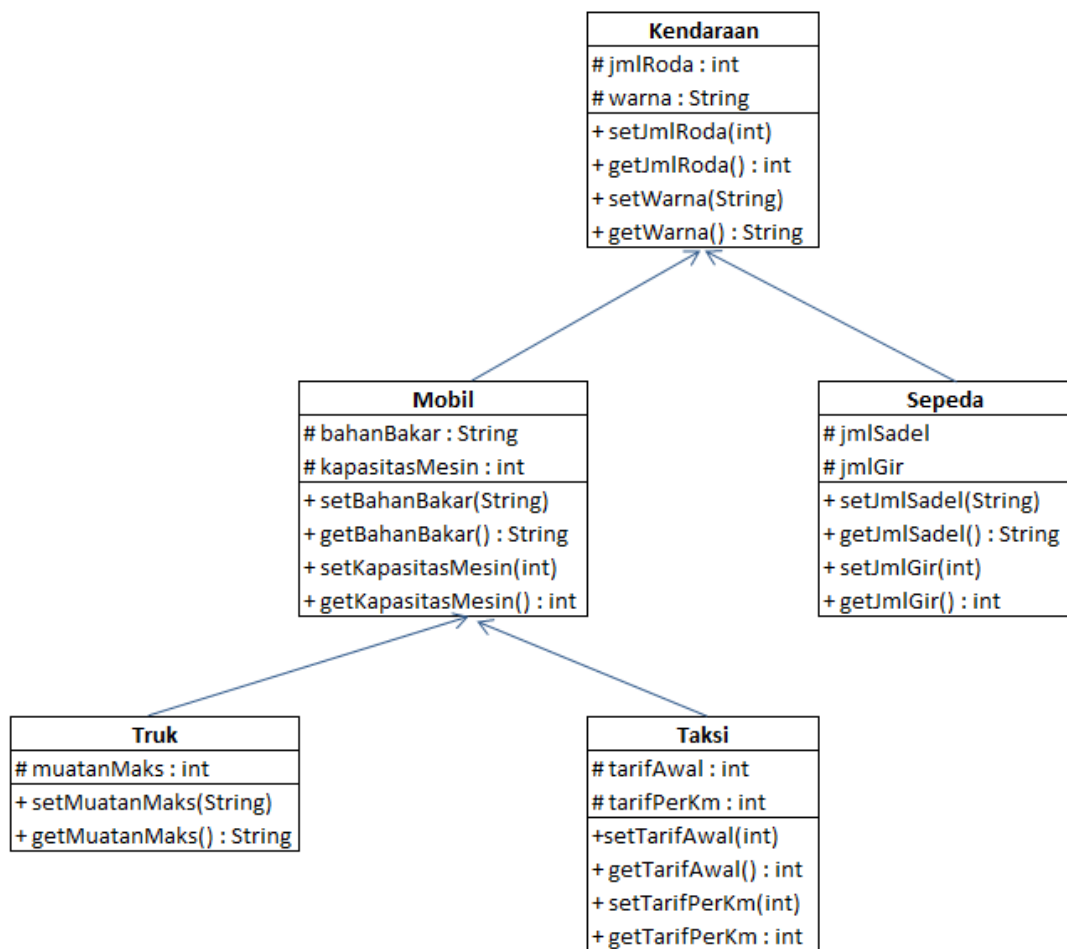 Kendaraan
# jmlRoda : int
# warna : String
+ setJmlRoda(int)
+ getJmlRoda() : int
+ setWarna(String)
+ getWarna() : String
Mobil
# bahanBakar : String
# kapasitasMesin : int
+ setBahanBakar(String)
+ getBahanBakar() : String
+ setKapasitasMesin(int)
+ getKapasitasMesin() : int
Sepeda
# jmlSadel
# jmlGir
+ setJmlSadel(String)
+ getJmlSadel() : String
+ setJmlGir(int)
+ getJmlGir() : int
Truk
# muatanMaks : int
+ setMuatanMaks(String)
+ getMuatanMaks() : String
Taksi
# tarifAwal : int
# tarifPerKm : int
+setTarifAwal(int)
+ getTarifAwal() : int
+ setTarifPerKm(int)
+ getTarifPerKm : int